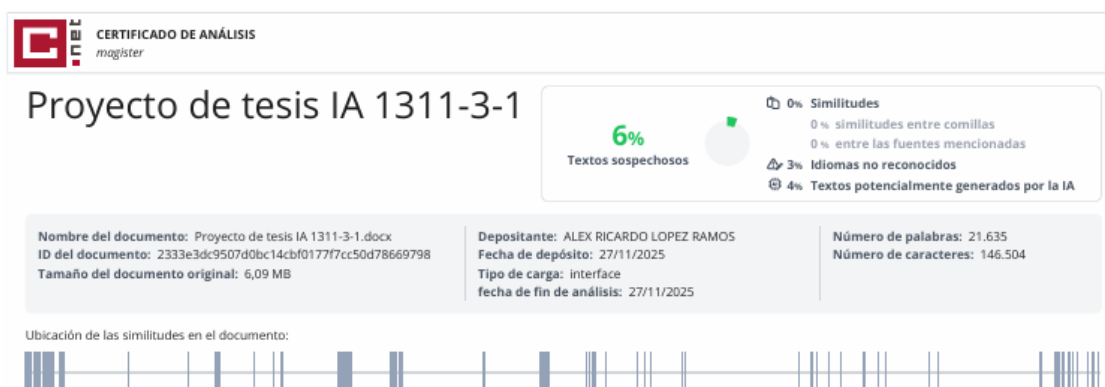 C
.net
CERTIFICADO DE ANÁLISIS
magister
Proyecto de tesis IA 1311-3-1
6%
Textos sospechosos
0% Similitudes
0% similitudes entre comillas
0% entre las fuentes mencionadas
3% Idiomas no reconocidos
4% Textos potencialmente generados por la IA
Nombre del documento: Proyecto de tesis IA 1311-3-1.docx
ID del documento: 2333e3dc9507d0bc14cbf0177f7cc50d78669798
Tamaño del documento original: 6,09 MB
Depositante: ALEX RICARDO LOPEZ RAMOS
Fecha de depósito: 27/11/2025
Tipo de carga: interface
fecha de fin de análisis: 27/11/2025
Número de palabras: 21.635
Número de caracteres: 146.504
Ubicación de las similitudes en el documento: